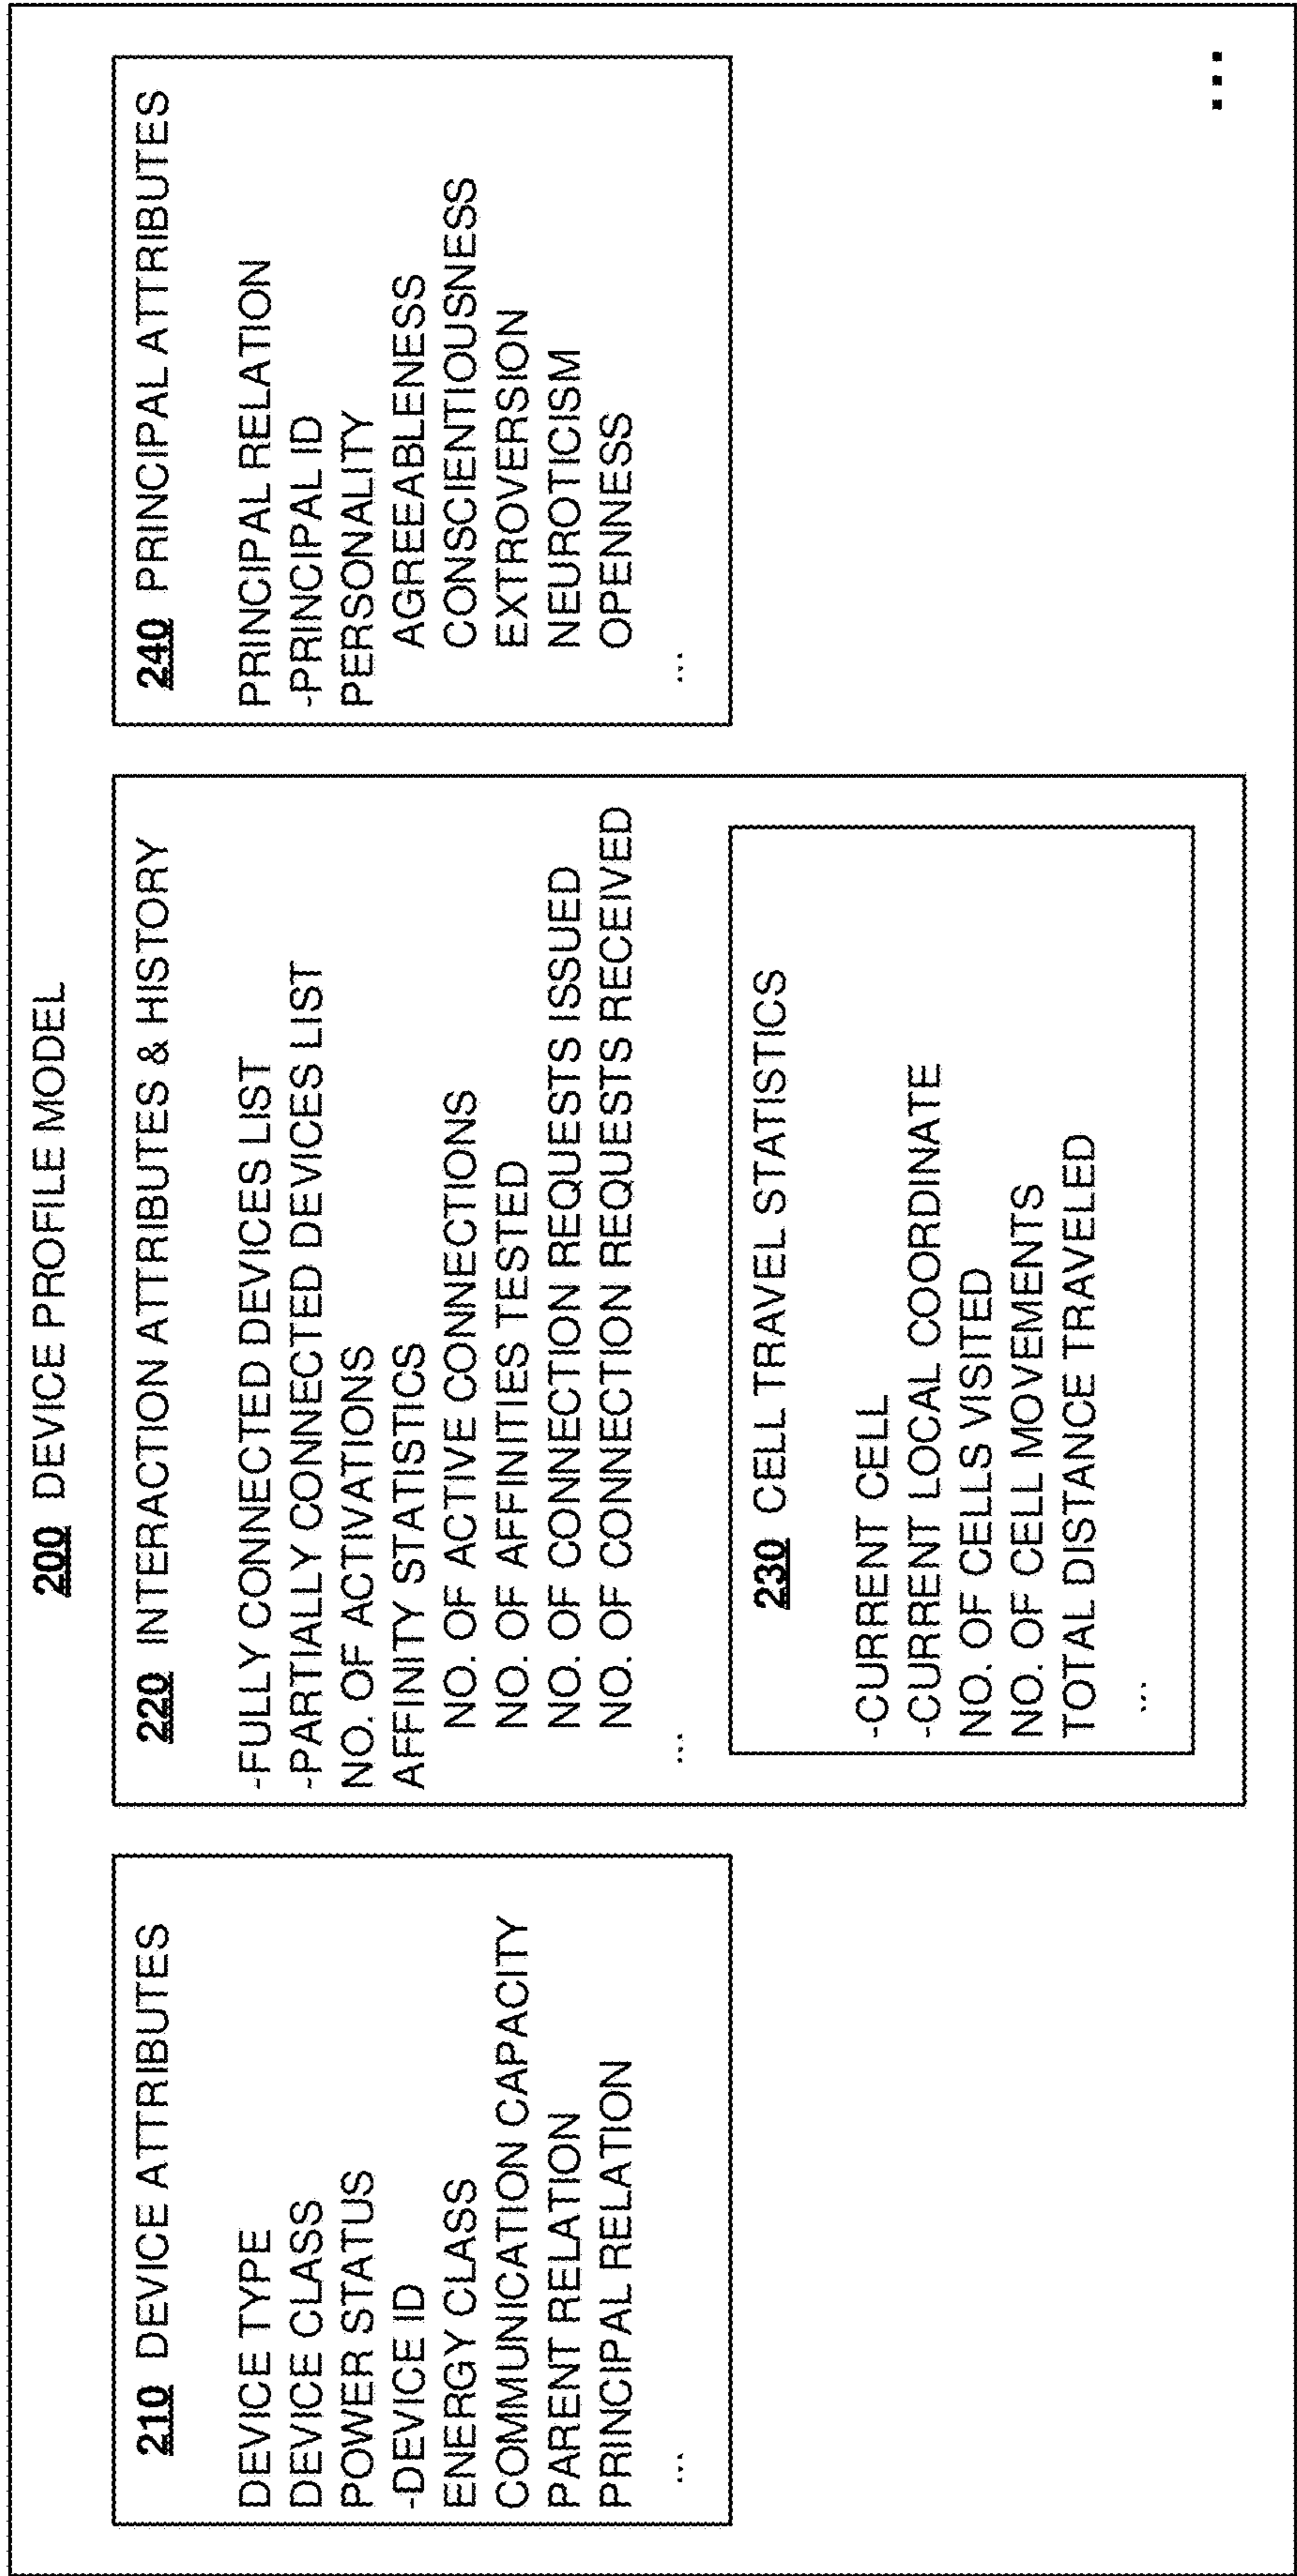 200 DEVICE PROFILE MODEL
210 DEVICE ATTRIBUTES
DEVICE TYPE
DEVICE CLASS
POWER STATUS
-DEVICE ID
ENERGY CLASS
COMMUNICATION CAPACITY
PARENT RELATION
PRINCIPAL RELATION
...
220 INTERACTION ATTRIBUTES & HISTORY
-FULLY CONNECTED DEVICES LIST
-PARTIALLY CONNECTED DEVICES LIST
NO. OF ACTIVATIONS
AFFINITY STATISTICS
NO. OF ACTIVE CONNECTIONS
NO. OF AFFINITIES TESTED
NO. OF CONNECTION REQUESTS ISSUED
NO. OF CONNECTION REQUESTS RECEIVED
...
230 CELL TRAVEL STATISTICS
-CURRENT CELL
-CURRENT LOCAL COORDINATE
NO. OF CELLS VISITED
NO. OF CELL MOVEMENTS
TOTAL DISTANCE TRAVELED
...
240 PRINCIPAL ATTRIBUTES
PRINCIPAL RELATION
-PRINCIPAL ID
PERSONALITY
AGREEABLENESS
CONSCIENTIOUSNESS
EXTROVERSION
NEUROTICISM
OPENNESS
...
...